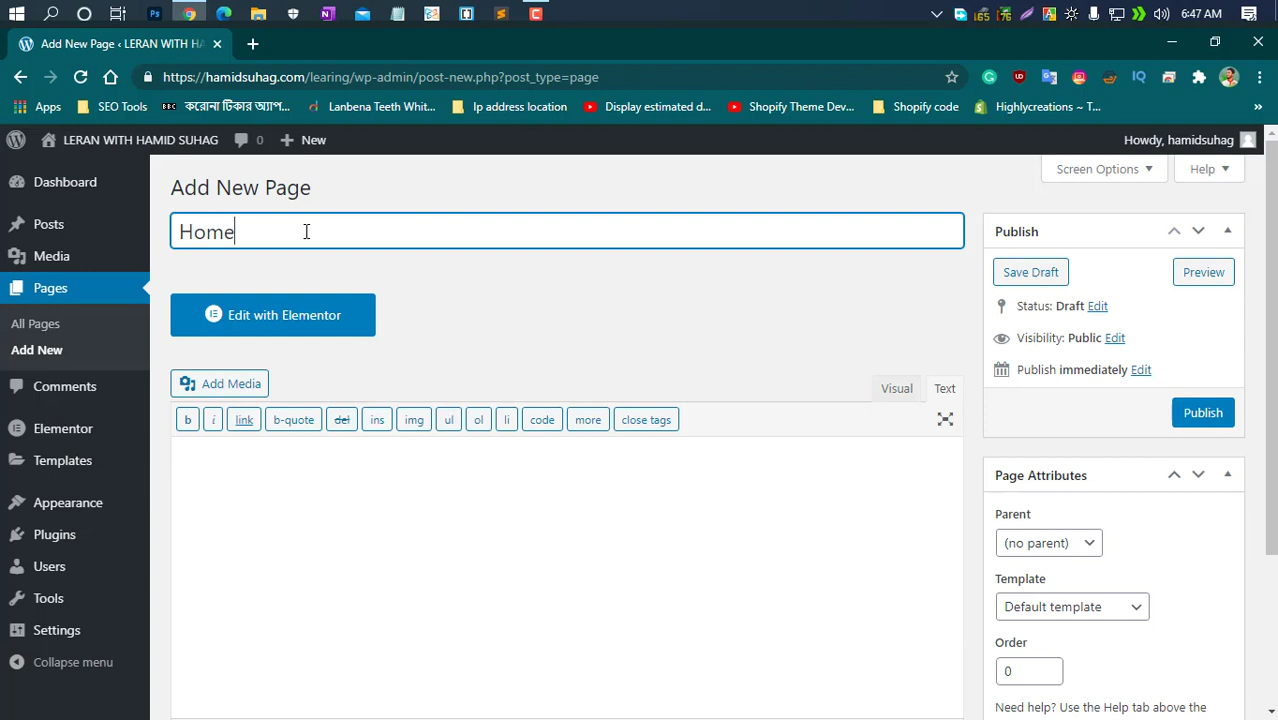 165 76 6:47 AM
Add New Page ‹ LERAN WITH HA
https://hamidsuhag.com/learing/wp-admin/post-new.php?post_type=page
Apps SEO Tools BBC করোনা টিকার অ্যাপ... Lanbena Teeth Whit... Ip address location Display estimated d... Shopify Theme Dev... Shopify code Highlycreations ~ T... »
LERAN WITH HAMID SUHAG 0 New Howdy, hamidsuhag
Screen Options Help
Dashboard
Posts
Media
Pages
All Pages
Add New
Comments
Elementor
Templates
Appearance
Plugins
Users
Tools
Settings
Collapse menu
Add New Page
Home
Edit with Elementor
Add Media
Visual Text
b i link b-quote del ins img ul ol li code more close tags
Publish
Save Draft Preview
Status: Draft Edit
Visibility: Public Edit
Publish immediately Edit
Publish
Page Attributes
Parent
(no parent)
Template
Default template
Order
0
Need help? Use the Help tab above the